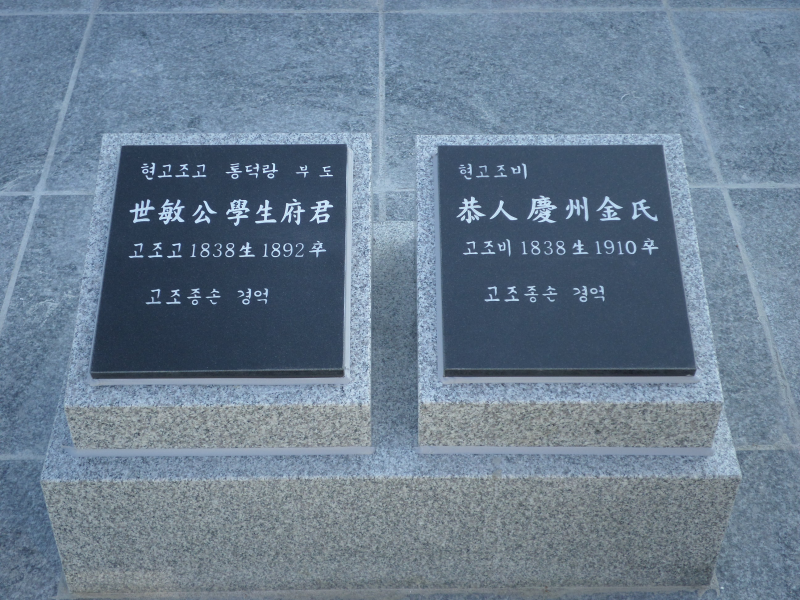 현고조고 통덕랑 부 도
世敏公學生府君
고조고 1838 生 1892 卒
고조종손 경억
현고조비
恭人慶州金氏
고조비 1838 生 1910 卒
고조종손 경억